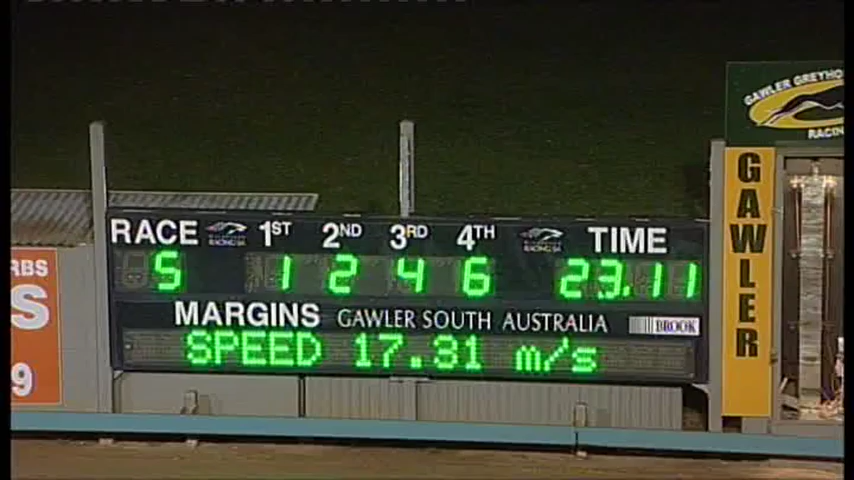 GAWLER GREYHO
RACIN
GAWLER
RACE 1ST 2ND 3RD 4TH TIME
5 1 2 4 6 23.11
MARGINS GAWLER SOUTH AUSTRALIA BROOK
SPEED 17.31 m/s
RBS
S
9